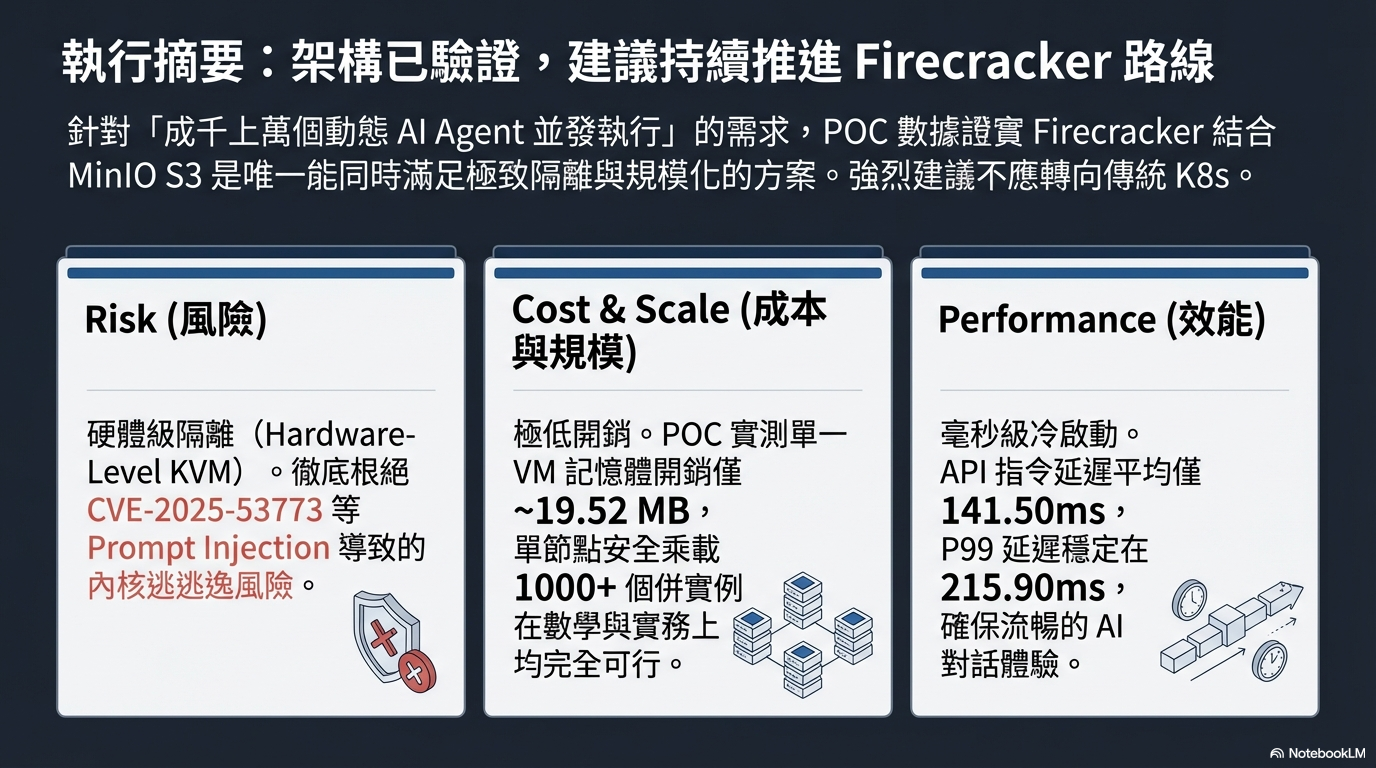 執行摘要：架構已驗證，建議持續推進 Firecracker 路線
針對「成千上萬個動態 AI Agent 並發執行」的需求，POC 數據證實 Firecracker 結合
MinIO S3 是唯一能同時滿足極致隔離與規模化的方案。強烈建議不應轉向傳統 K8s。
Risk (風險)
硬體級隔離（Hardware-
Level KVM）。徹底根絕
CVE-2025-53773 等
Prompt Injection 導致的
內核逃逃逸風險。
Cost & Scale (成本
與規模)
極低開銷。POC 實測單一
VM 記憶體開銷僅
~19.52 MB，
單節點安全乘載
1000+ 個併實例
在數學與實務上
均完全可行。
Performance (效能)
毫秒級冷啟動。
API 指令延遲平均僅
141.50ms，
P99 延遲穩定在
215.90ms，
確保流暢的 AI
對話體驗。
NotebookLM